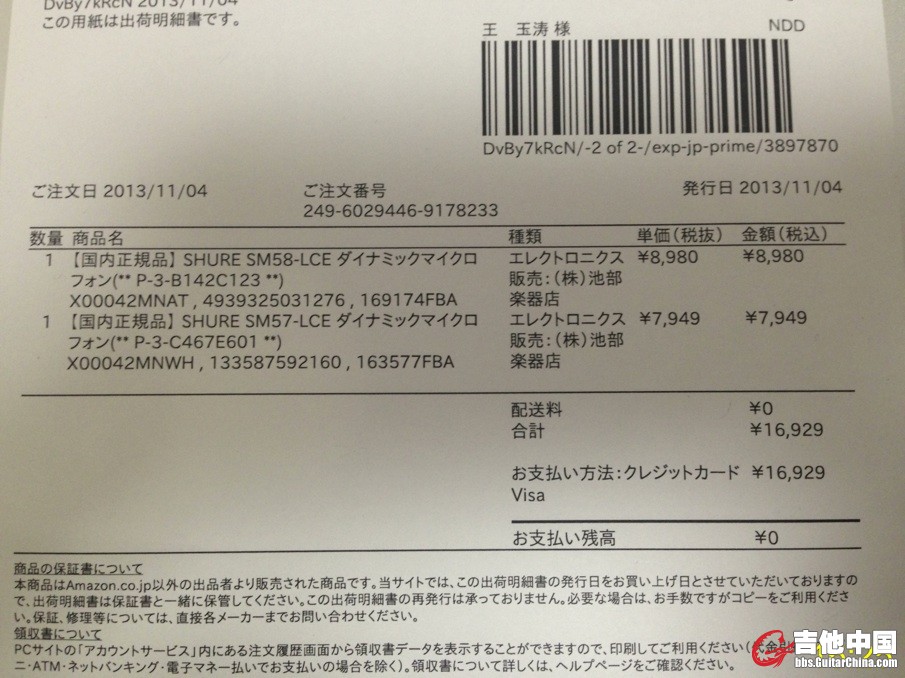 DvBy7kRcN 2013/11/04
この用紙は出荷明細書です。
王 玉涛 様
NDD
DvBy7kRcN/-2 of 2-/exp-jp-prime/3897870
ご注文日 2013/11/04
ご注文番号
249-6029446-9178233
発行日 2013/11/04
数量 商品名 種類 単価(税抜) 金額(税込)
1 【国内正規品】 SHURE SM58-LCE ダイナミックマイクロ エレクトロニクス ¥8,980 ¥8,980
フォン(** P-3-B142C123 **) 販売:(株)池部
X00042MNAT , 4939325031276 , 169174FBA 楽器店
1 【国内正規品】 SHURE SM57-LCE ダイナミックマイクロ エレクトロニクス ¥7,949 ¥7,949
フォン(** P-3-C467E601 **) 販売:(株)池部
X00042MNWH , 133587592160 , 163577FBA 楽器店
配送料 ¥0
合計 ¥16,929
お支払い方法:クレジットカード ¥16,929
Visa
お支払い残高 ¥0
商品の保証書について
本商品はAmazon.co.jp以外の出品者より販売された商品です。当サイトでは、この出荷明細書の発行日をお買い上げ日とさせていただいておりますの
で、出荷明細書は保証書と一緒に保管してください。この出荷明細書の再発行は承っておりません。必要な場合は、お手数ですがコピーをご利用くださ
い。保証、修理等については、直接各メーカーまでお問い合わせください。
領収書について
PCサイトの「アカウントサービス」内にある注文履歴画面から領収書データを表示することができますので、印刷してご利用ください
ニ・ATM・ネットバンキング・電子マネー払いでお支払の場合を除く)。領収書について詳しくは、ヘルプページをご確認ください。
吉他中国
bbs.GuitarChina.com